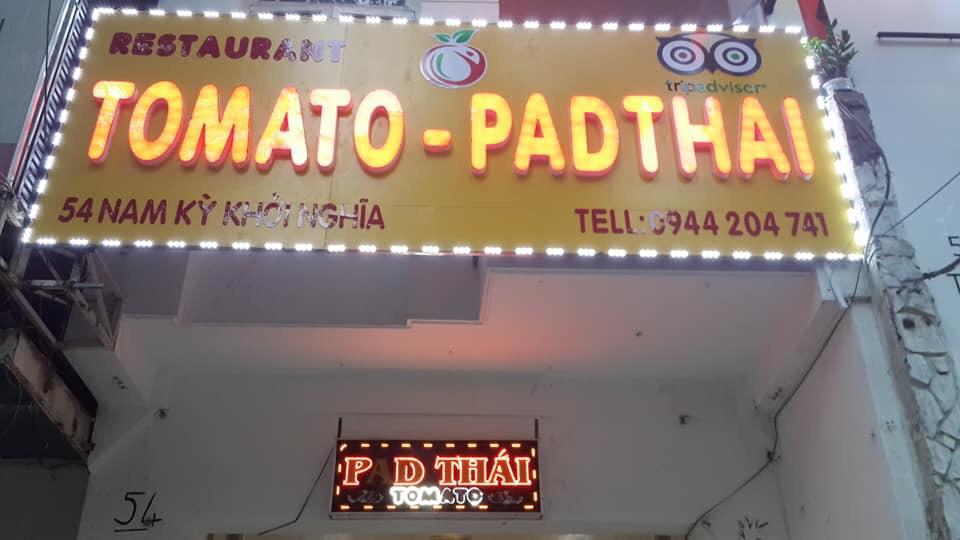 RESTAURANT
tripadvisor
TOMATO - PADTHAI
54 NAM KỲ KHỞI NGHĨA
TELL: 0944 204 741
PAD THÁI
TOMATO
54